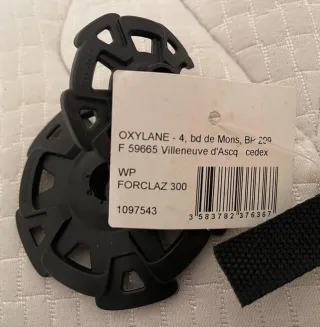 OXYLANE - 4, bd de Mons, BP 299
F 59665 Villeneuve d'Ascq cedex
WP
FORCLAZ 300
1097543
3 583782 376367